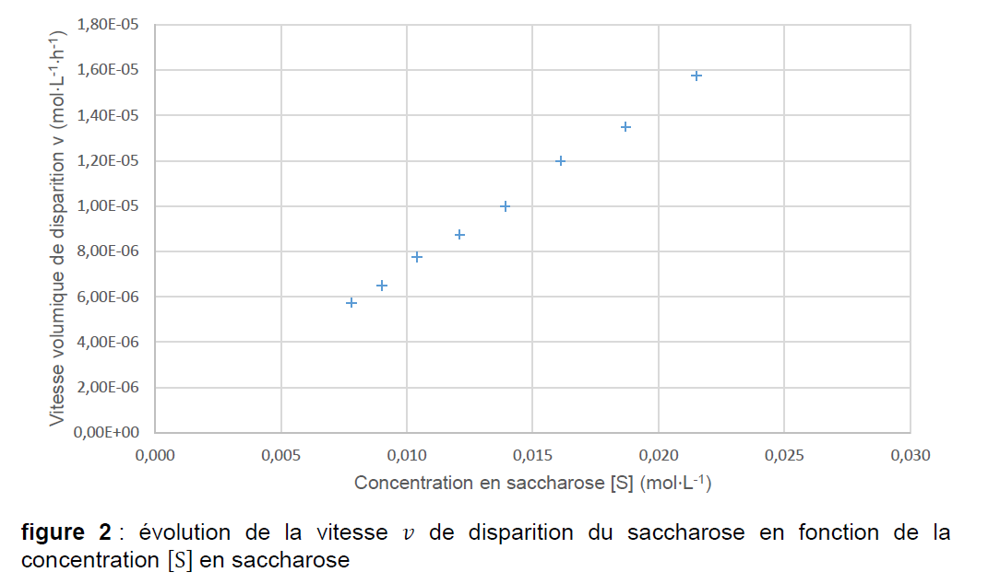 1,80E-05
1,60E-05
1,40E-05
1,20E-05
1,00E-05
8,00E-06
6,00E-06
4,00E-06
2,00E-06
0,00E+00
Vitesse volumique de disparition v (mol·L⁻¹·h⁻¹)
0,000 0,005 0,010 0,015 0,020 0,025 0,030
Concentration en saccharose [S] (mol·L⁻¹)
figure 2 : évolution de la vitesse v de disparition du saccharose en fonction de la
concentration [S] en saccharose